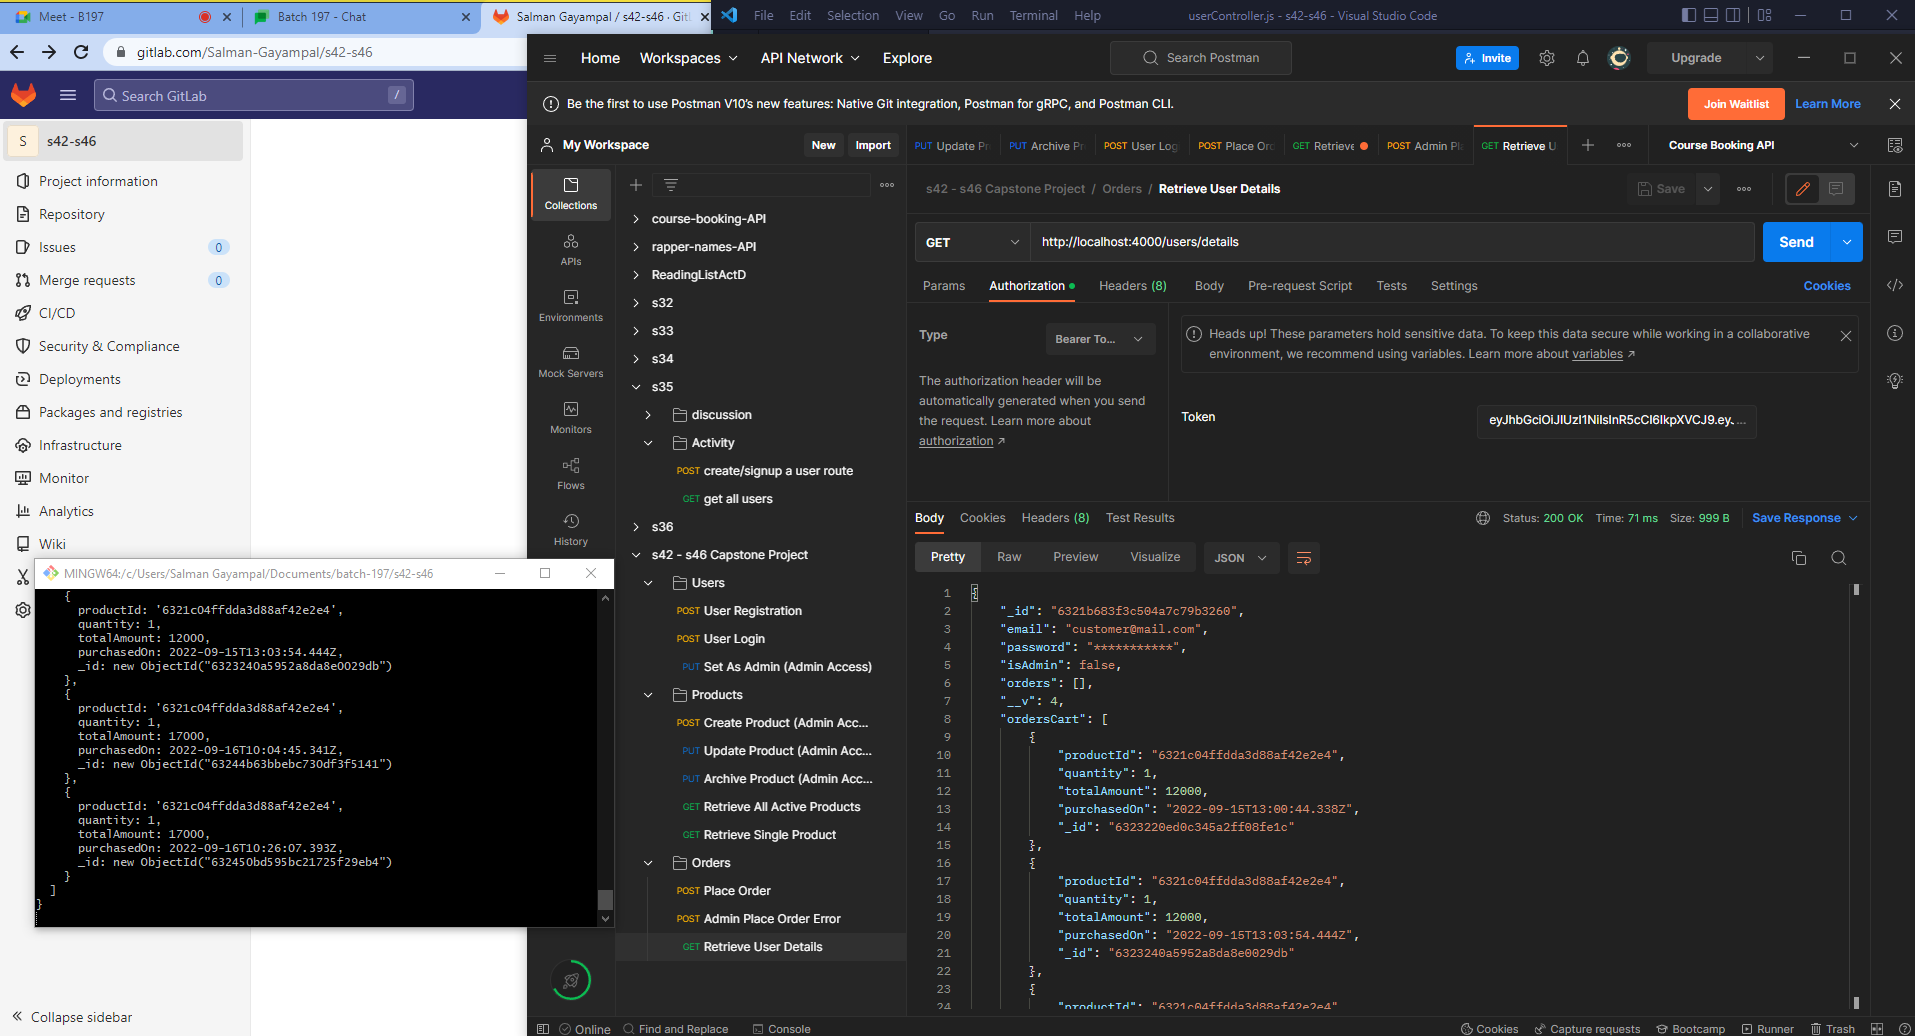 Meet - B197
Batch 197 - Chat
Salman Gayampal / s42-s46 · Git
gitlab.com/Salman-Gayampal/s42-s46
Search GitLab
/
S
s42-s46
Project information
Repository
Issues
0
Merge requests
0
CI/CD
Security & Compliance
Deployments
Packages and registries
Infrastructure
Monitor
Analytics
Wiki
Collapse sidebar
MINGW64:/c/Users/Salman Gayampal/Documents/batch-197/s42-s46
{
productId: '6321c04ffdda3d88af42e2e4',
quantity: 1,
totalAmount: 12000,
purchasedOn: 2022-09-15T13:03:54.444Z,
_id: new ObjectId("6323240a5952a8da8e0029db")
},
{
productId: '6321c04ffdda3d88af42e2e4',
quantity: 1,
totalAmount: 17000,
purchasedOn: 2022-09-16T10:04:45.341Z,
_id: new ObjectId("63244b63bbebc730df3f5141")
},
{
productId: '6321c04ffdda3d88af42e2e4',
quantity: 1,
totalAmount: 17000,
purchasedOn: 2022-09-16T10:26:07.393Z,
_id: new ObjectId("632450bd595bc21725f29eb4")
}
]
}
File Edit Selection View Go Run Terminal Help
userController.js - s42-s46 - Visual Studio Code
Home Workspaces API Network Explore
Search Postman
Invite
Upgrade
Be the first to use Postman V10's new features: Native Git integration, Postman for gRPC, and Postman CLI.
Join Waitlist
Learn More
My Workspace
New
Import
Collections
APIs
Environments
Mock Servers
Monitors
Flows
History
course-booking-API
rapper-names-API
ReadingListActD
s32
s33
s34
s35
discussion
Activity
POST create/signup a user route
GET get all users
s36
s42 - s46 Capstone Project
Users
POST User Registration
POST User Login
PUT Set As Admin (Admin Access)
Products
POST Create Product (Admin Acc...
PUT Update Product (Admin Acc...
PUT Archive Product (Admin Acc...
GET Retrieve All Active Products
GET Retrieve Single Product
Orders
POST Place Order
POST Admin Place Order Error
GET Retrieve User Details
PUT Update Pr
PUT Archive Pr
POST User Log
POST Place Ord
GET Retrieve
POST Admin Pl
GET Retrieve U
Course Booking API
s42 - s46 Capstone Project / Orders / Retrieve User Details
Save
GET
http://localhost:4000/users/details
Send
Params Authorization Headers (8) Body Pre-request Script Tests Settings
Cookies
Type
Bearer To...
The authorization header will be
automatically generated when you send
the request. Learn more about
authorization ↗
Heads up! These parameters hold sensitive data. To keep this data secure while working in a collaborative
environment, we recommend using variables. Learn more about variables ↗
Token
eyJhbGciOiJIUzI1NiIsInR5cCI6IkpXVCJ9.eyJ...
Body Cookies Headers (8) Test Results
Status: 200 OK Time: 71 ms Size: 999 B
Save Response
Pretty Raw Preview Visualize
JSON
1 {
2 "_id": "6321b683f3c504a7c79b3260",
3 "email": "customer@mail.com",
4 "password": "***********",
5 "isAdmin": false,
6 "orders": [],
7 "__v": 4,
8 "ordersCart": [
9 {
10 "productId": "6321c04ffdda3d88af42e2e4",
11 "quantity": 1,
12 "totalAmount": 12000,
13 "purchasedOn": "2022-09-15T13:00:44.338Z",
14 "_id": "6323220ed0c345a2ff08fe1c"
15 },
16 {
17 "productId": "6321c04ffdda3d88af42e2e4",
18 "quantity": 1,
19 "totalAmount": 12000,
20 "purchasedOn": "2022-09-15T13:03:54.444Z",
21 "_id": "6323240a5952a8da8e0029db"
22 },
23 {
24 "productId": "6321c04ffdda3d88af42e2e4"
Online Find and Replace Console
Cookies Capture requests Bootcamp Runner Trash